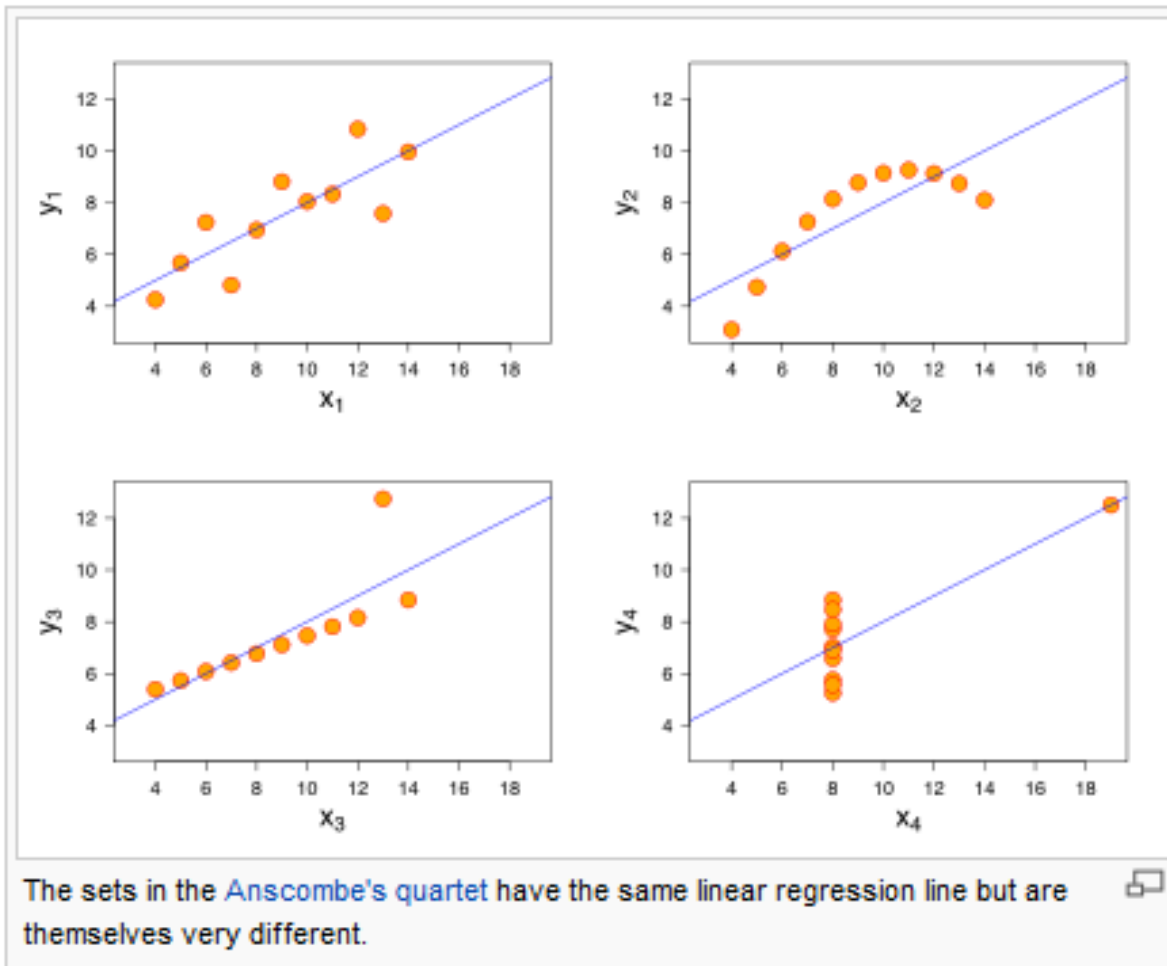 12
10
8
6
4
y1
4 6 8 10 12 14 16 18
x1
12
10
8
6
4
y2
4 6 8 10 12 14 16 18
x2
12
10
8
6
4
y3
4 6 8 10 12 14 16 18
x3
12
10
8
6
4
y4
4 6 8 10 12 14 16 18
x4
The sets in the Anscombe's quartet have the same linear regression line but are
themselves very different.